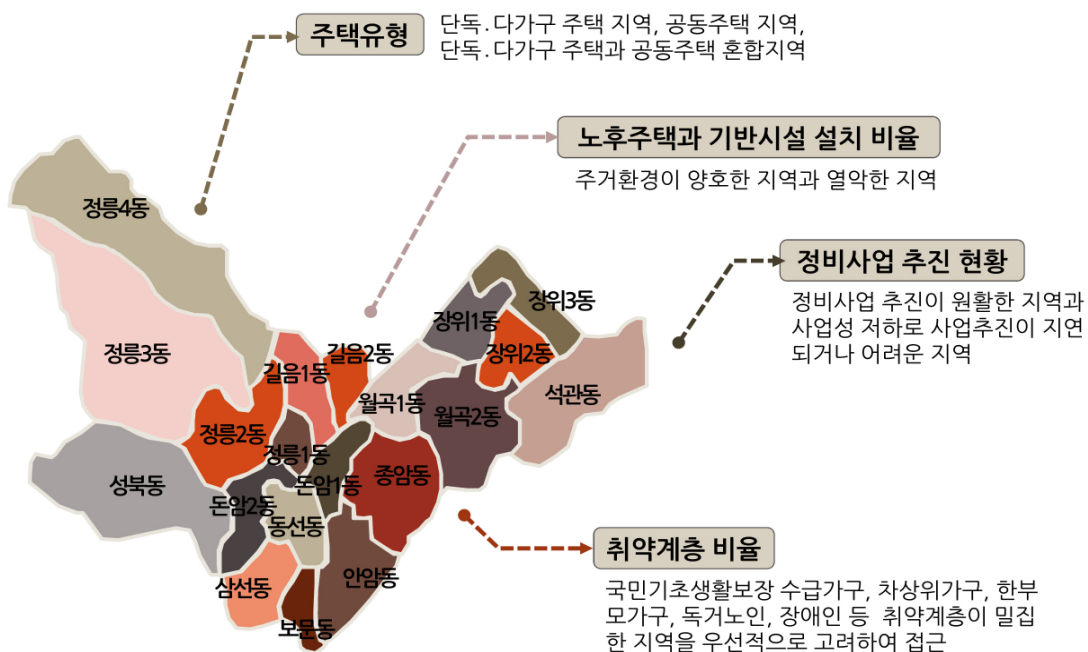 주택유형
단독.다가구 주택 지역, 공동주택 지역,
단독.다가구 주택과 공동주택 혼합지역
노후주택과 기반시설 설치 비율
주거환경이 양호한 지역과 열악한 지역
정비사업 추진 현황
정비사업 추진이 원활한 지역과
사업성 저하로 사업추진이 지연
되거나 어려운 지역
정릉4동
장위3동
장위1동
정릉3동
길음2동
장위2동
길음1동
석관동
월곡1동
월곡2동
정릉2동
정릉1동
종암동
성북동
돈암1동
돈암2동
동선동
안암동
삼선동
보문동
취약계층 비율
국민기초생활보장 수급가구, 차상위가구, 한부
모가구, 독거노인, 장애인 등 취약계층이 밀집
한 지역을 우선적으로 고려하여 접근